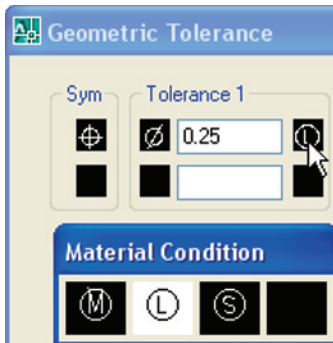 Geometric Tolerance
Sym Tolerance 1
⌖ ⌀ 0.25 Ⓛ
Material Condition
Ⓜ Ⓛ Ⓢ